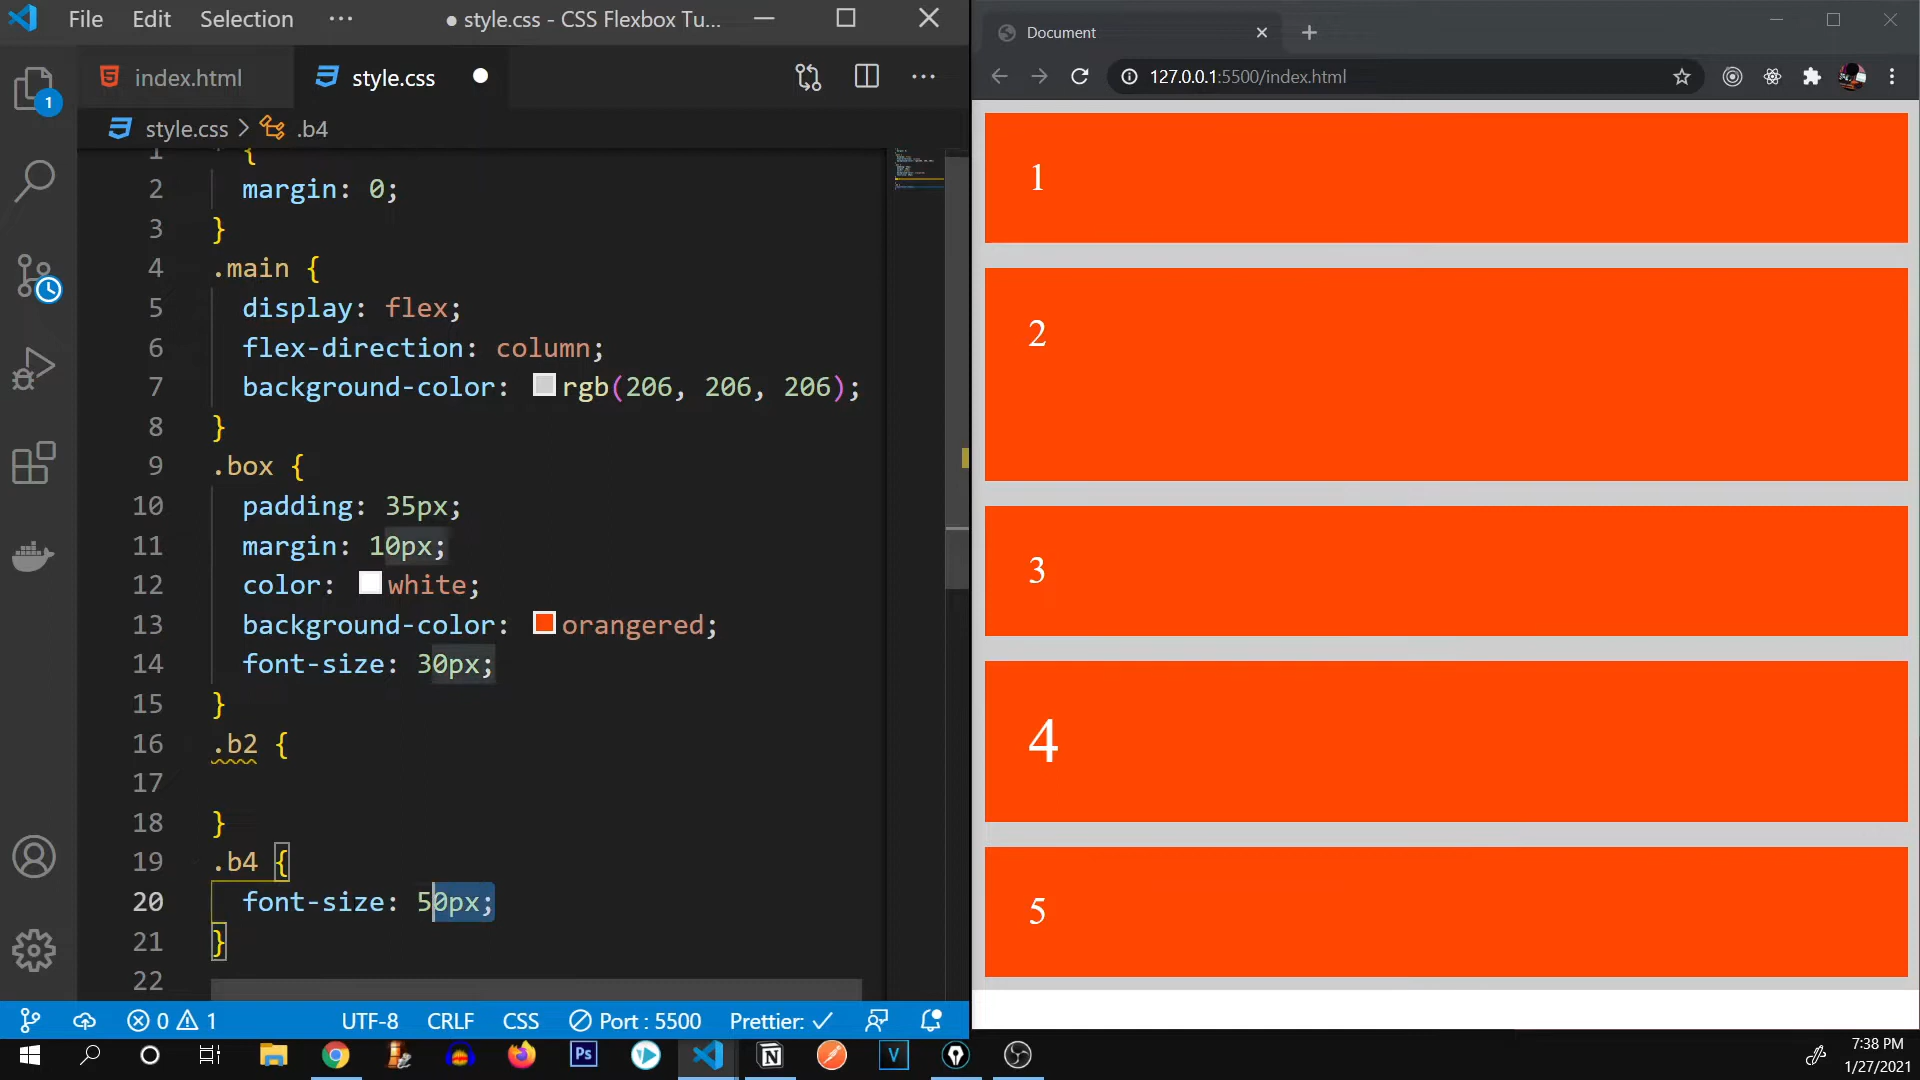 File Edit Selection ··· ● style.css - CSS Flexbox Tu...
index.html style.css
style.css > .b4
1 * {
2 margin: 0;
3 }
4 .main {
5 display: flex;
6 flex-direction: column;
7 background-color: rgb(206, 206, 206);
8 }
9 .box {
10 padding: 35px;
11 margin: 10px;
12 color: white;
13 background-color: orangered;
14 font-size: 30px;
15 }
16 .b2 {
17
18 }
19 .b4 {
20 font-size: 50px;
21 }
22
1
0 1 UTF-8 CRLF CSS Port : 5500 Prettier: ✓
Document
127.0.0.1:5500/index.html
1
2
3
4
5
Ps
V
7:38 PM
1/27/2021